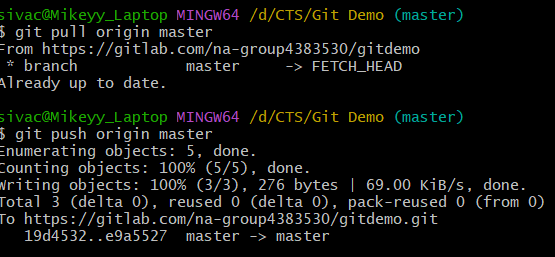 sivac@Mikeyy_Laptop MINGW64 /d/CTS/Git Demo (master)
$ git pull origin master
From https://gitlab.com/na-group4383530/gitdemo
 * branch            master     -> FETCH_HEAD
Already up to date.

sivac@Mikeyy_Laptop MINGW64 /d/CTS/Git Demo (master)
$ git push origin master
Enumerating objects: 5, done.
Counting objects: 100% (5/5), done.
Writing objects: 100% (3/3), 276 bytes | 69.00 KiB/s, done.
Total 3 (delta 0), reused 0 (delta 0), pack-reused 0 (from 0)
To https://gitlab.com/na-group4383530/gitdemo.git
   19d4532..e9a5527  master -> master